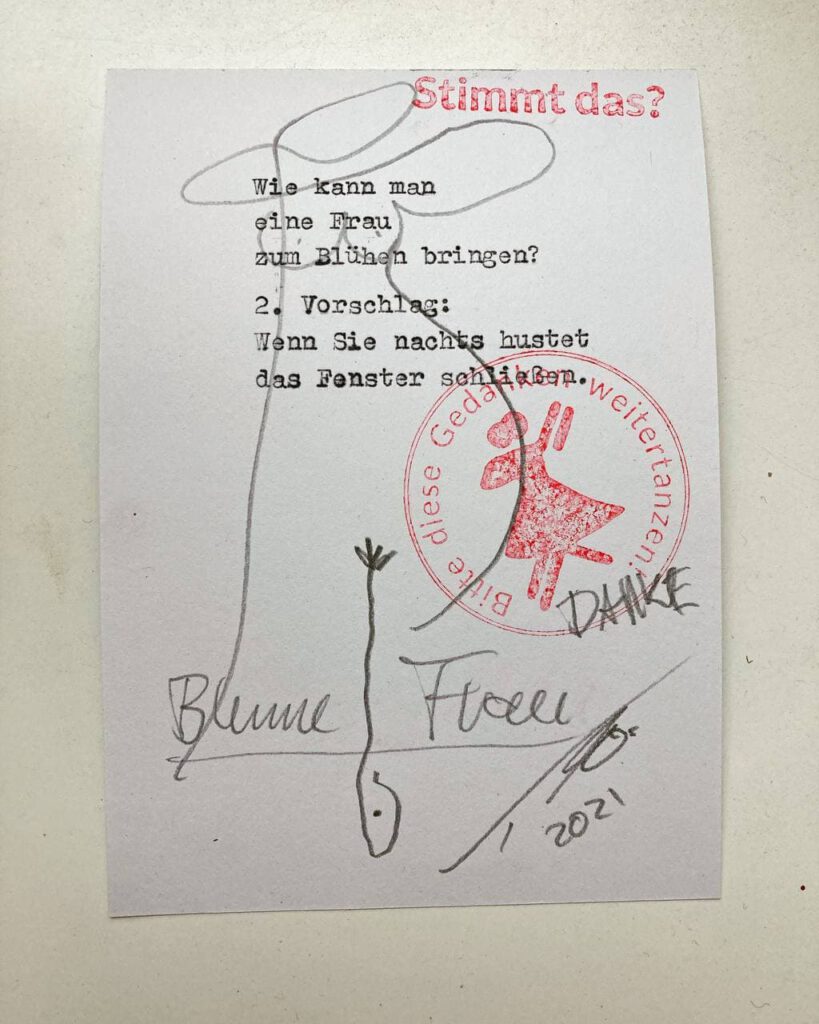 Stimmt das?
Wie kann man
eine Frau
zum Blühen bringen?
2. Vorschlag:
Wenn Sie nachts hustet
das Fenster schließen.
Bitte diese Gedanken weitertanzen!
DANKE
Blume Frau
1 2021